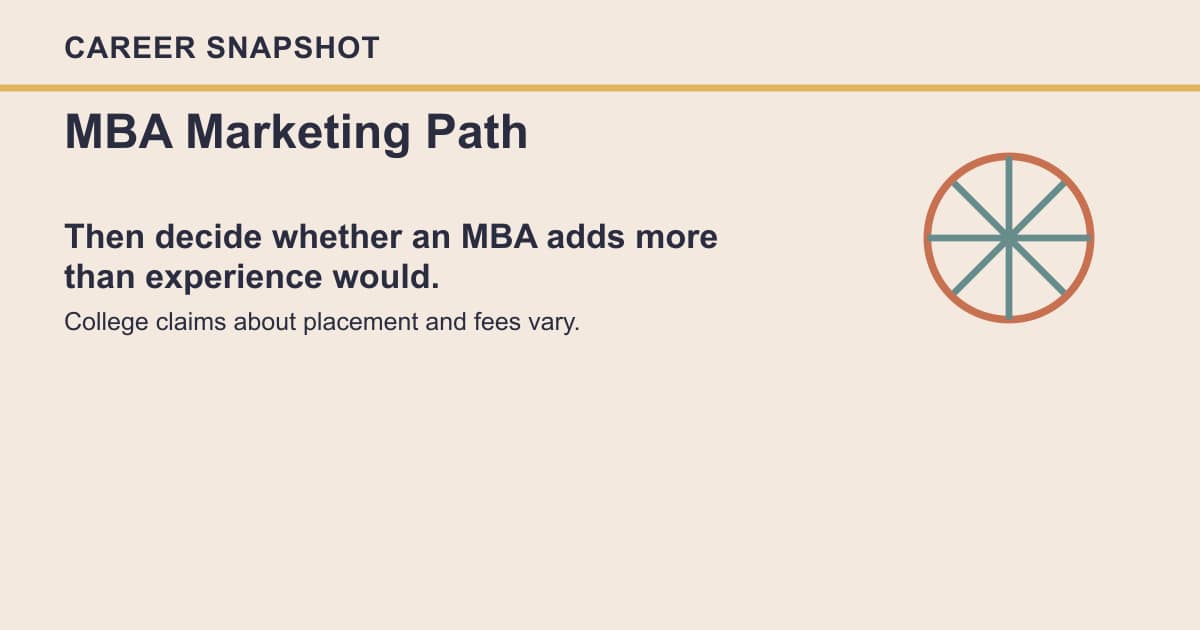 CAREER SNAPSHOT
MBA Marketing Path
Then decide whether an MBA adds more
than experience would.
College claims about placement and fees vary.